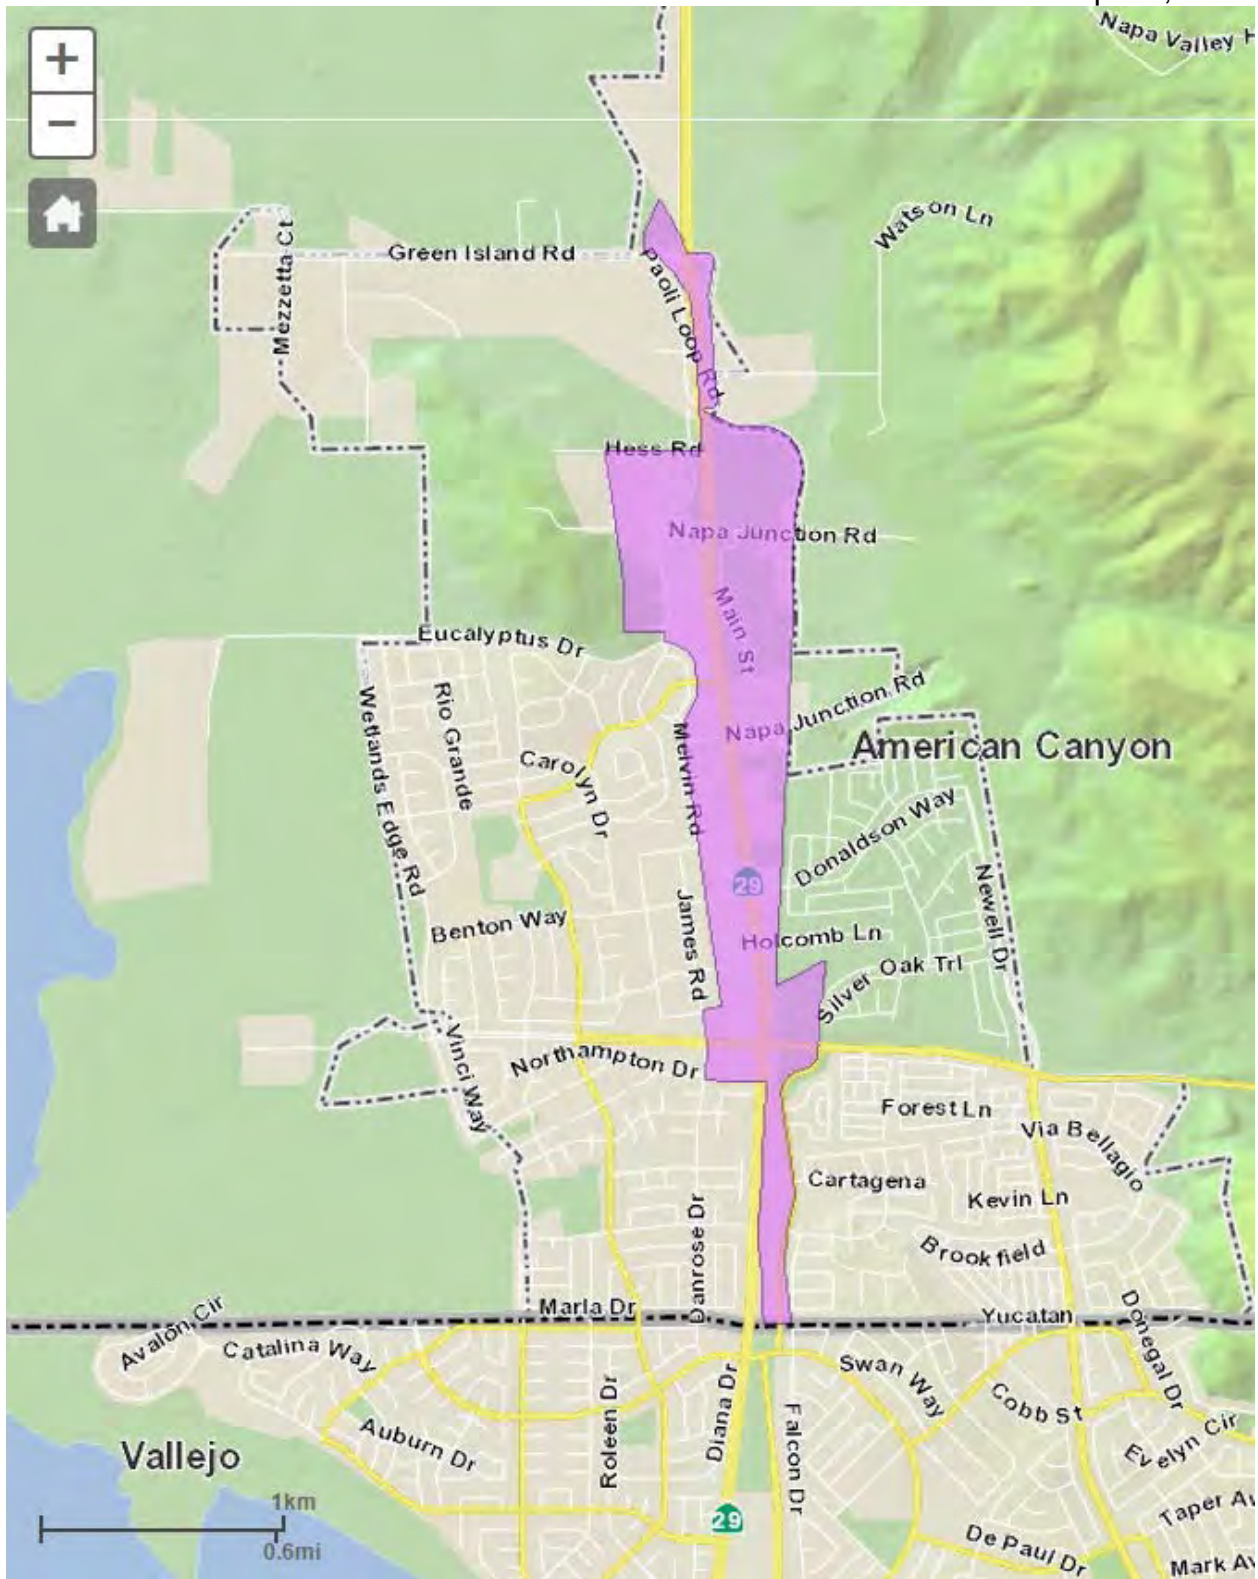 Napa Valley H
+
−
Watson Ln
Mezzetta Ct
Green Island Rd
Paoli Loop Rd
Hess Rd
Napa Junction Rd
Main St
Eucalyptus Dr
Wetlands Edge Rd
Rio Grande
Melvin Rd
Napa Junction Rd
American Canyon
Carolyn Dr
Donaldson Way
29
Newell Dr
James Rd
Benton Way
Holcomb Ln
Silver Oak Trl
Vinci Way
Northampton Dr
Forest Ln
Via Bellagio
Cartagena
Kevin Ln
Danrose Dr
Brookfield
Marla Dr
Yucatan
Avalon Cir
Catalina Way
Donegal Dr
Swan Way
Cobb St
Diana Dr
Roleen Dr
Falcon Dr
Auburn Dr
Evelyn Cir
Vallejo
1km
0.6mi
29
Taper Av
De Paul Dr
Mark Av